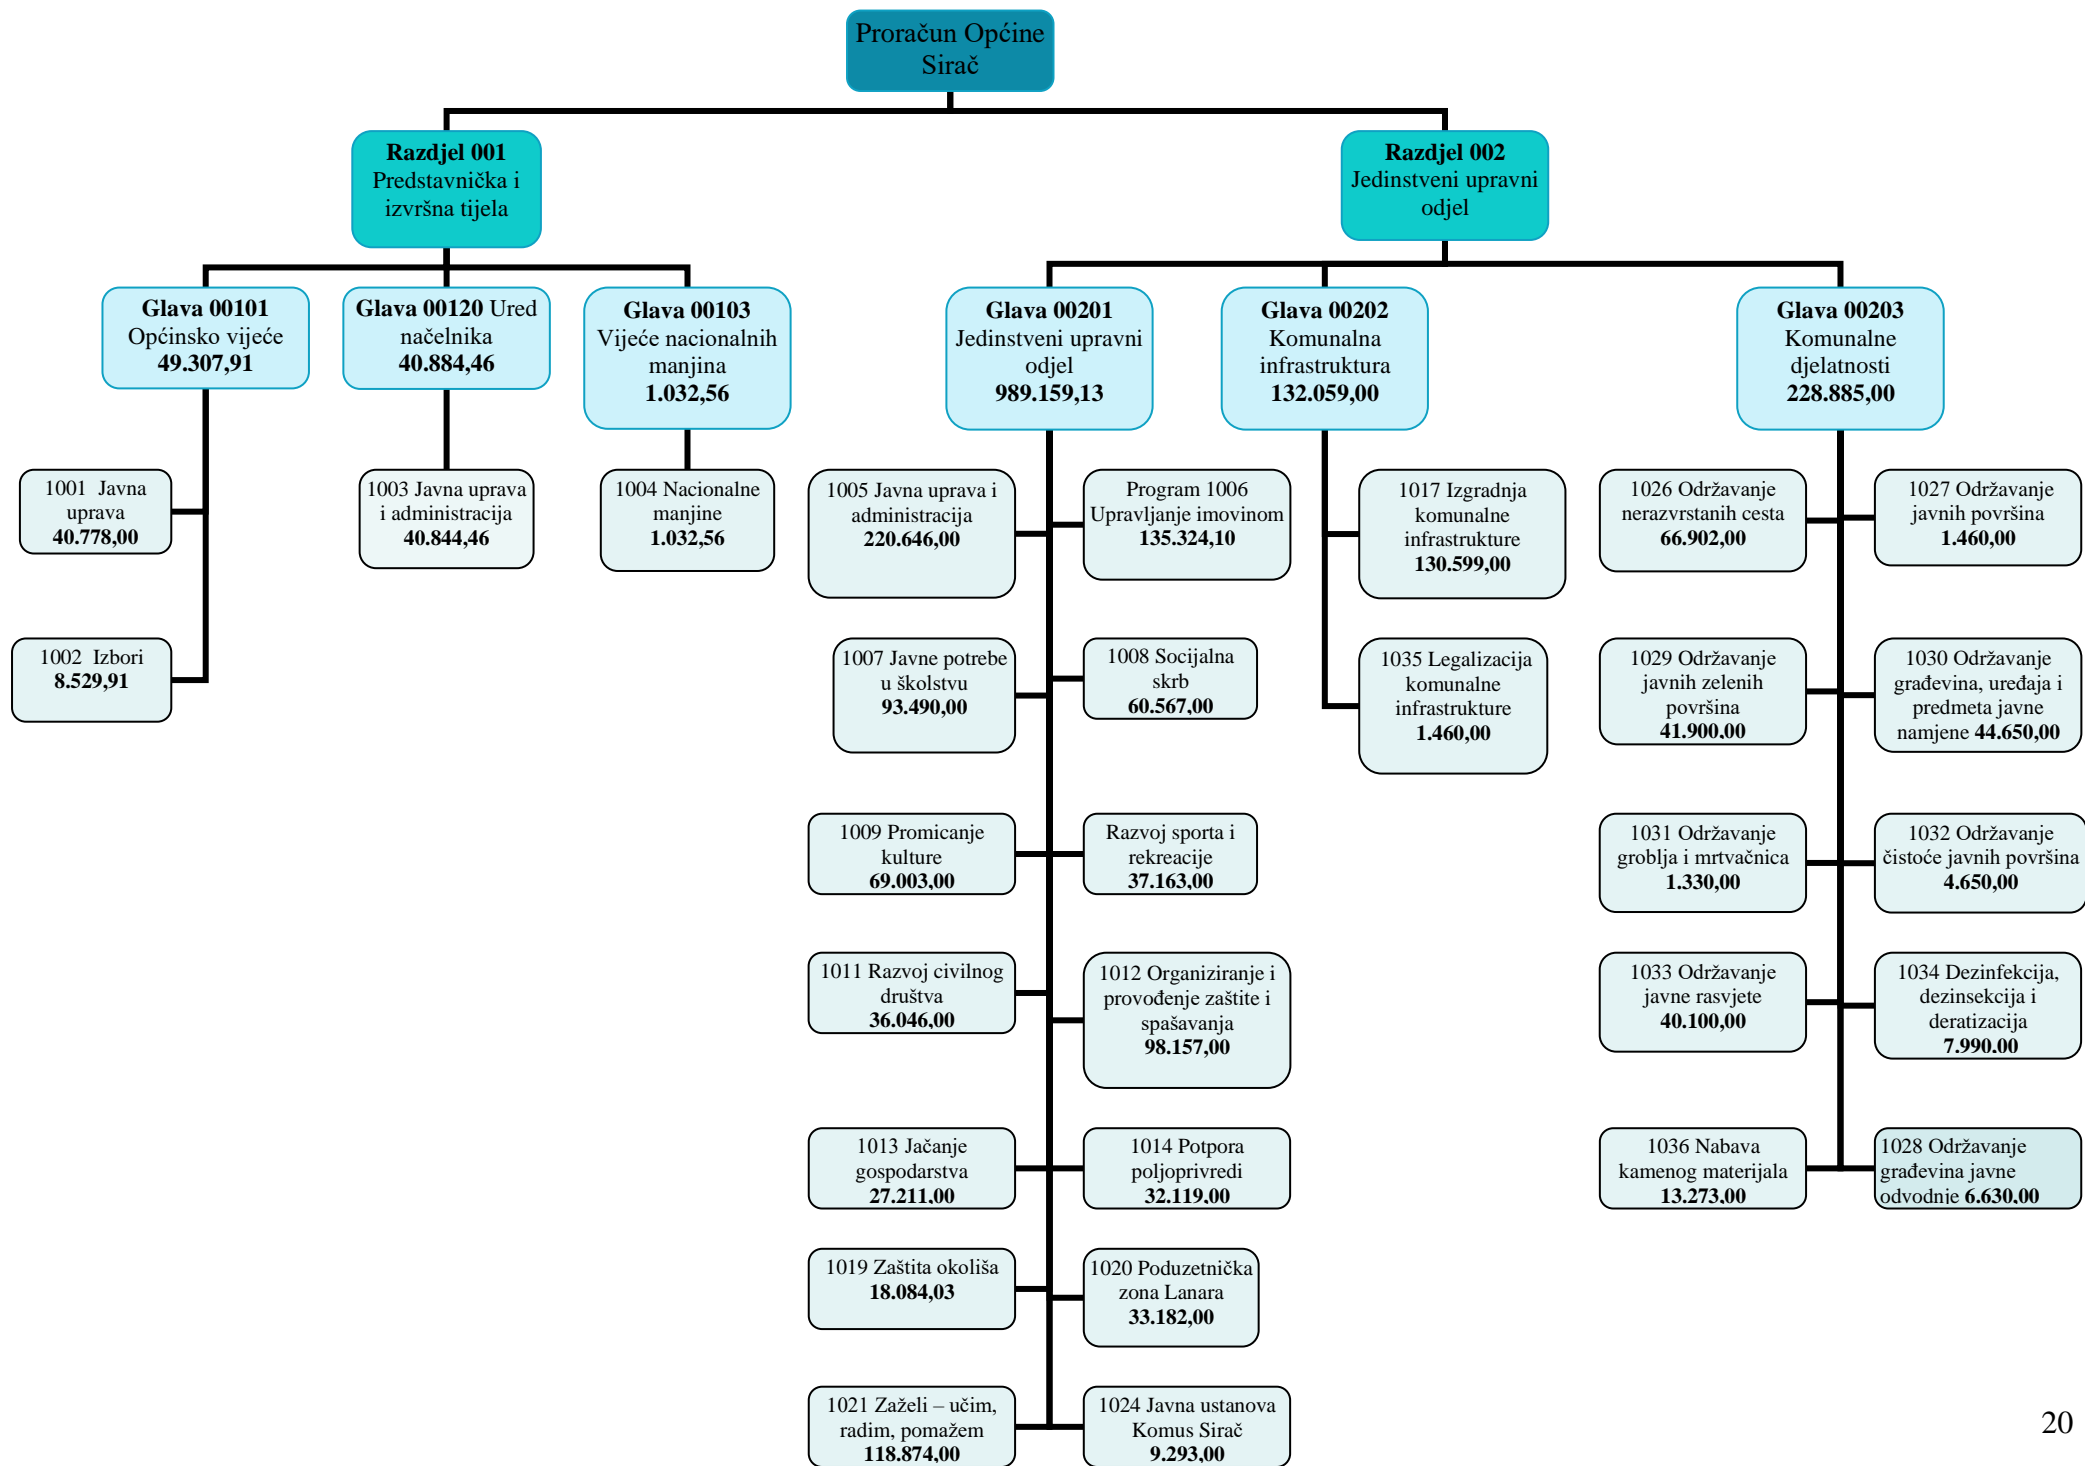 Proračun Općine
Sirač
Razdjel 001
Predstavnička i
izvršna tijela
Razdjel 002
Jedinstveni upravni
odjel
Glava 00101
Općinsko vijeće
49.307,91
Glava 00120 Ured
načelnika
40.884,46
Glava 00103
Vijeće nacionalnih
manjina
1.032,56
Glava 00201
Jedinstveni upravni
odjel
989.159,13
Glava 00202
Komunalna
infrastruktura
132.059,00
Glava 00203
Komunalne
djelatnosti
228.885,00
1001 Javna
uprava
40.778,00
1003 Javna uprava
i administracija
40.844,46
1004 Nacionalne
manjine
1.032,56
1005 Javna uprava i
administracija
220.646,00
Program 1006
Upravljanje imovinom
135.324,10
1017 Izgradnja
komunalne
infrastrukture
130.599,00
1026 Održavanje
nerazvrstanih cesta
66.902,00
1027 Održavanje
javnih površina
1.460,00
1002 Izbori
8.529,91
1007 Javne potrebe
u školstvu
93.490,00
1008 Socijalna
skrb
60.567,00
1035 Legalizacija
komunalne
infrastrukture
1.460,00
1029 Održavanje
javnih zelenih
površina
41.900,00
1030 Održavanje
građevina, uređaja i
predmeta javne
namjene 44.650,00
1009 Promicanje
kulture
69.003,00
Razvoj sporta i
rekreacije
37.163,00
1031 Održavanje
groblja i mrtvačnica
1.330,00
1032 Održavanje
čistoće javnih površina
4.650,00
1011 Razvoj civilnog
društva
36.046,00
1012 Organiziranje i
provođenje zaštite i
spašavanja
98.157,00
1033 Održavanje
javne rasvjete
40.100,00
1034 Dezinfekcija,
dezinsekcija i
deratizacija
7.990,00
1013 Jačanje
gospodarstva
27.211,00
1014 Potpora
poljoprivredi
32.119,00
1036 Nabava
kamenog materijala
13.273,00
1028 Održavanje
građevina javne
odvodnje 6.630,00
1019 Zaštita okoliša
18.084,03
1020 Poduzetnička
zona Lanara
33.182,00
1021 Zaželi – učim,
radim, pomažem
118.874,00
1024 Javna ustanova
Komus Sirač
9.293,00
20